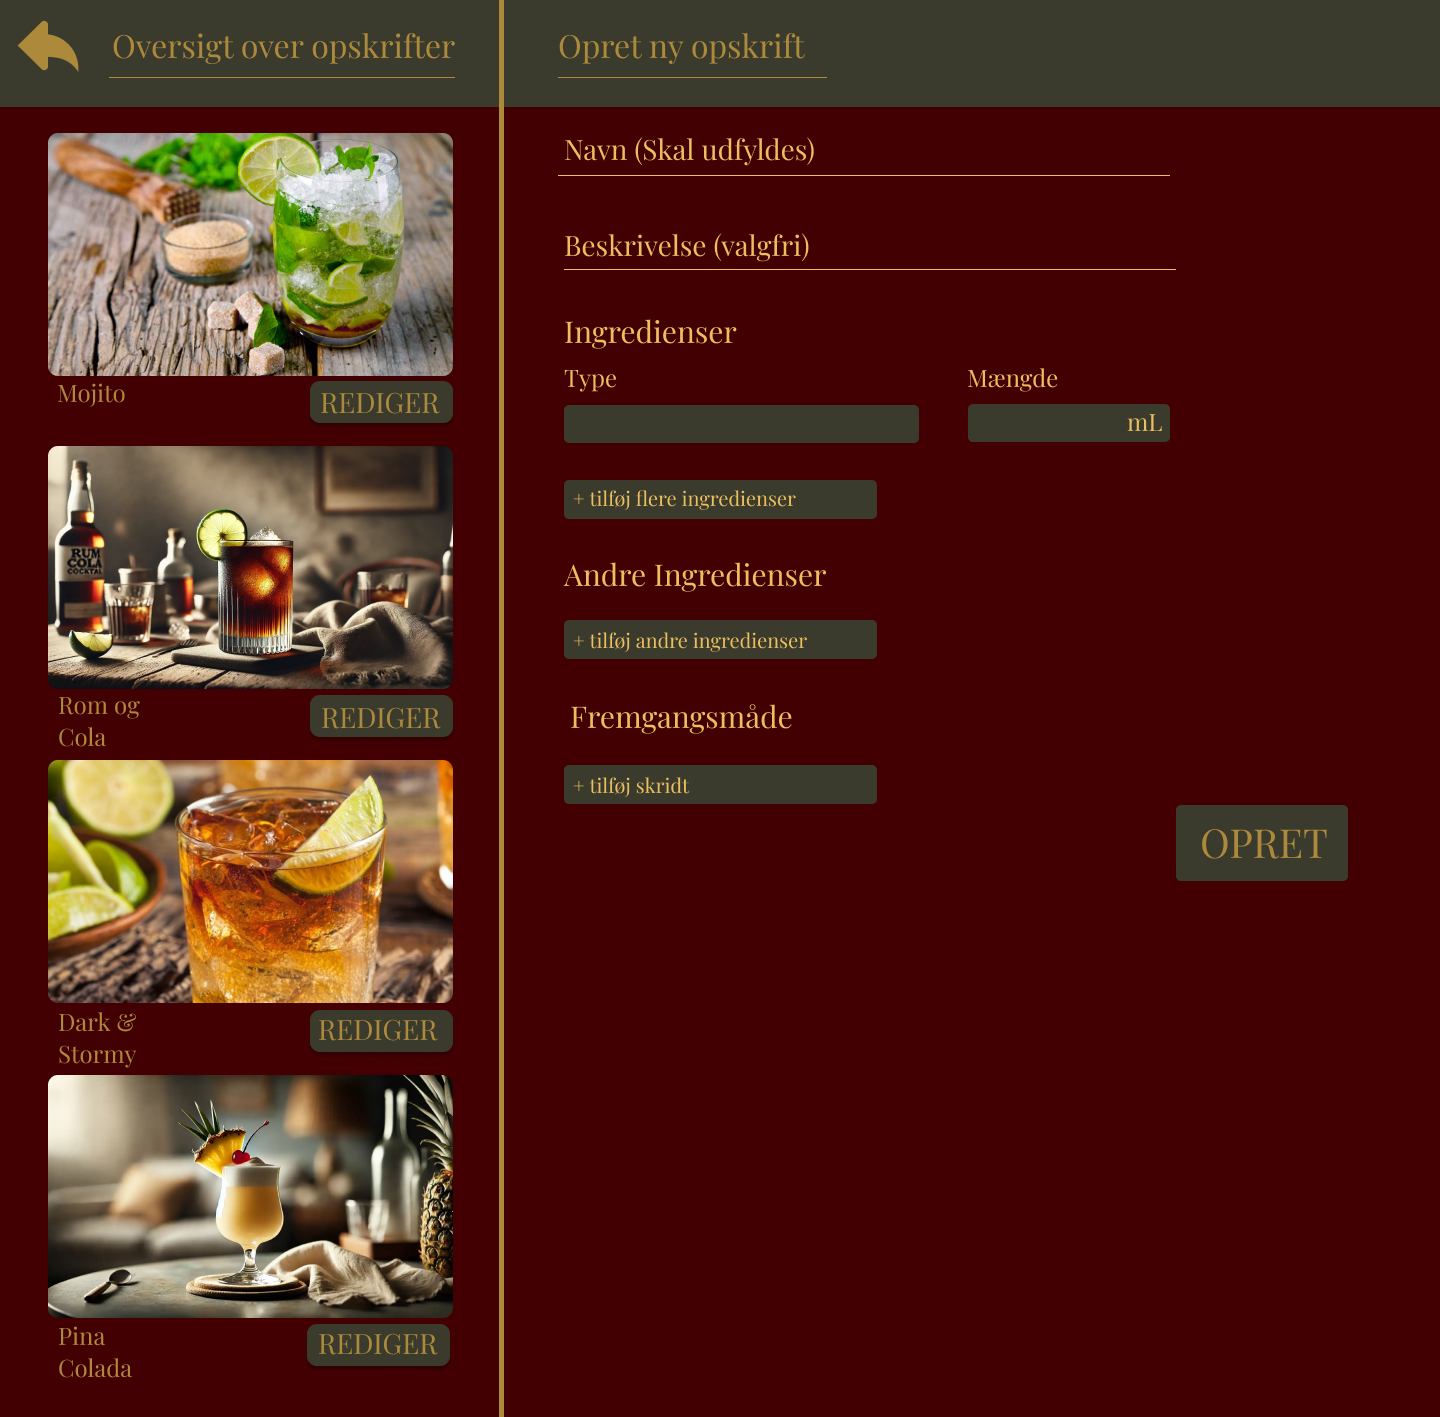 Oversigt over opskrifter
Opret ny opskrift
Mojito
REDIGER
RUM
COLA
COCKTAL
Rom og
Cola
REDIGER
Dark &
Stormy
REDIGER
Pina
Colada
REDIGER
Navn (Skal udfyldes)
Beskrivelse (valgfri)
Ingredienser
Type
Mængde
mL
+ tilføj flere ingredienser
Andre Ingredienser
+ tilføj andre ingredienser
Fremgangsmåde
+ tilføj skridt
OPRET